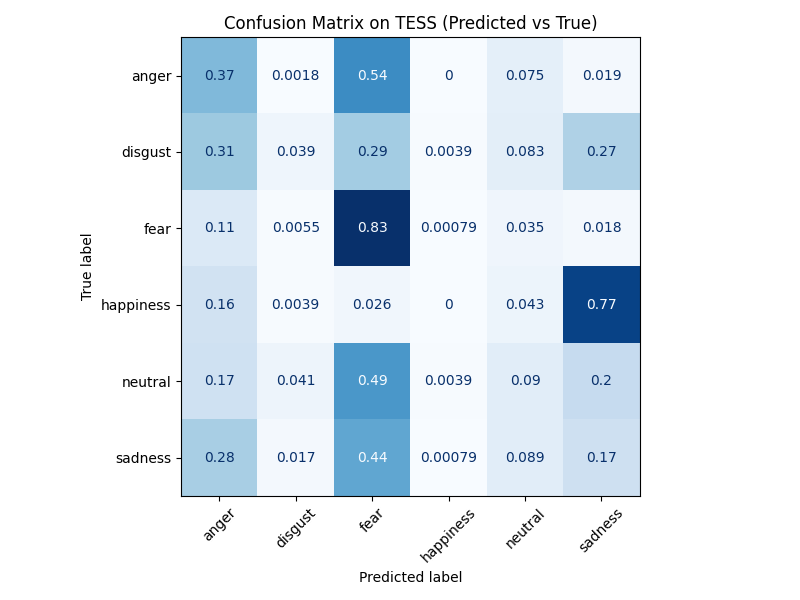 Confusion Matrix on TESS (Predicted vs True)
True label
anger 0.37 0.0018 0.54 0 0.075 0.019
disgust 0.31 0.039 0.29 0.0039 0.083 0.27
fear 0.11 0.0055 0.83 0.00079 0.035 0.018
happiness 0.16 0.0039 0.026 0 0.043 0.77
neutral 0.17 0.041 0.49 0.0039 0.09 0.2
sadness 0.28 0.017 0.44 0.00079 0.089 0.17
anger disgust fear happiness neutral sadness
Predicted label